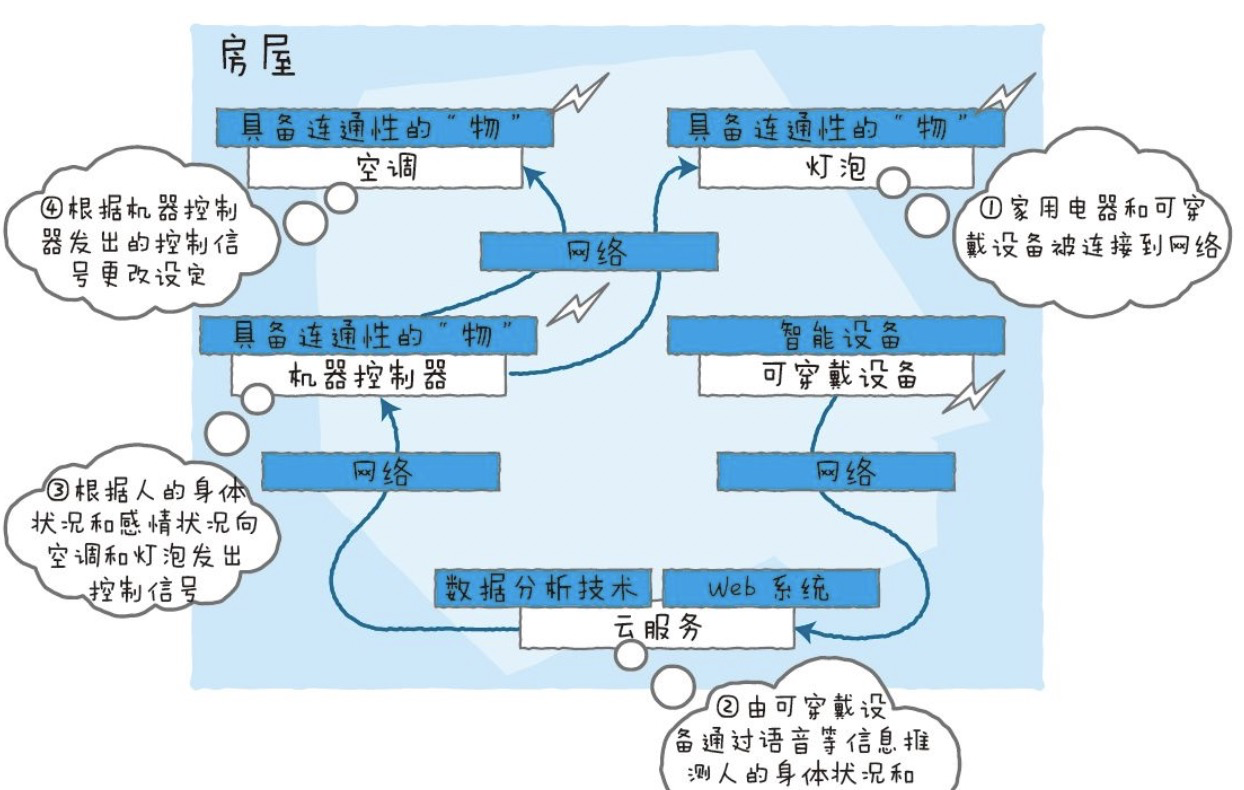 房屋
具备连通性的“物”
空调
具备连通性的“物”
灯泡
①家用电器和可穿
戴设备被连接到网络
④根据机器控制
器发出的控制信
号更改设定
网络
具备连通性的“物”
机器控制器
智能设备
可穿戴设备
网络
网络
③根据人的身体
状况和感情状况向
空调和灯泡发出
控制信号
数据分析技术
Web 系统
云服务
②由可穿戴设
备通过语音等信息推
测人的身体状况和